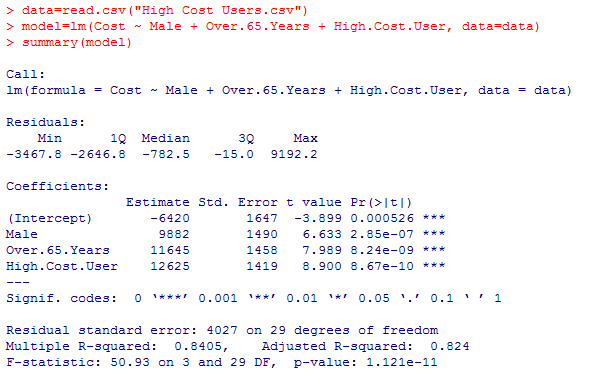 > data=read.csv("High Cost Users.csv")
> model=lm(Cost ~ Male + Over.65.Years + High.Cost.User, data=data)
> summary(model)
Call:
lm(formula = Cost ~ Male + Over.65.Years + High.Cost.User, data = data)
Residuals:
Min 1Q Median 3Q Max
-3467.8 -2646.8 -782.5 -15.0 9192.2
Coefficients:
Estimate Std. Error t value Pr(>|t|)
(Intercept) -6420 1647 -3.899 0.000526 ***
Male 9882 1490 6.633 2.85e-07 ***
Over.65.Years 11645 1458 7.989 8.24e-09 ***
High.Cost.User 12625 1419 8.900 8.67e-10 ***
---
Signif. codes: 0 ‘***’ 0.001 ‘**’ 0.01 ‘*’ 0.05 ‘.’ 0.1 ‘ ’ 1
Residual standard error: 4027 on 29 degrees of freedom
Multiple R-squared: 0.8405, Adjusted R-squared: 0.824
F-statistic: 50.93 on 3 and 29 DF, p-value: 1.121e-11